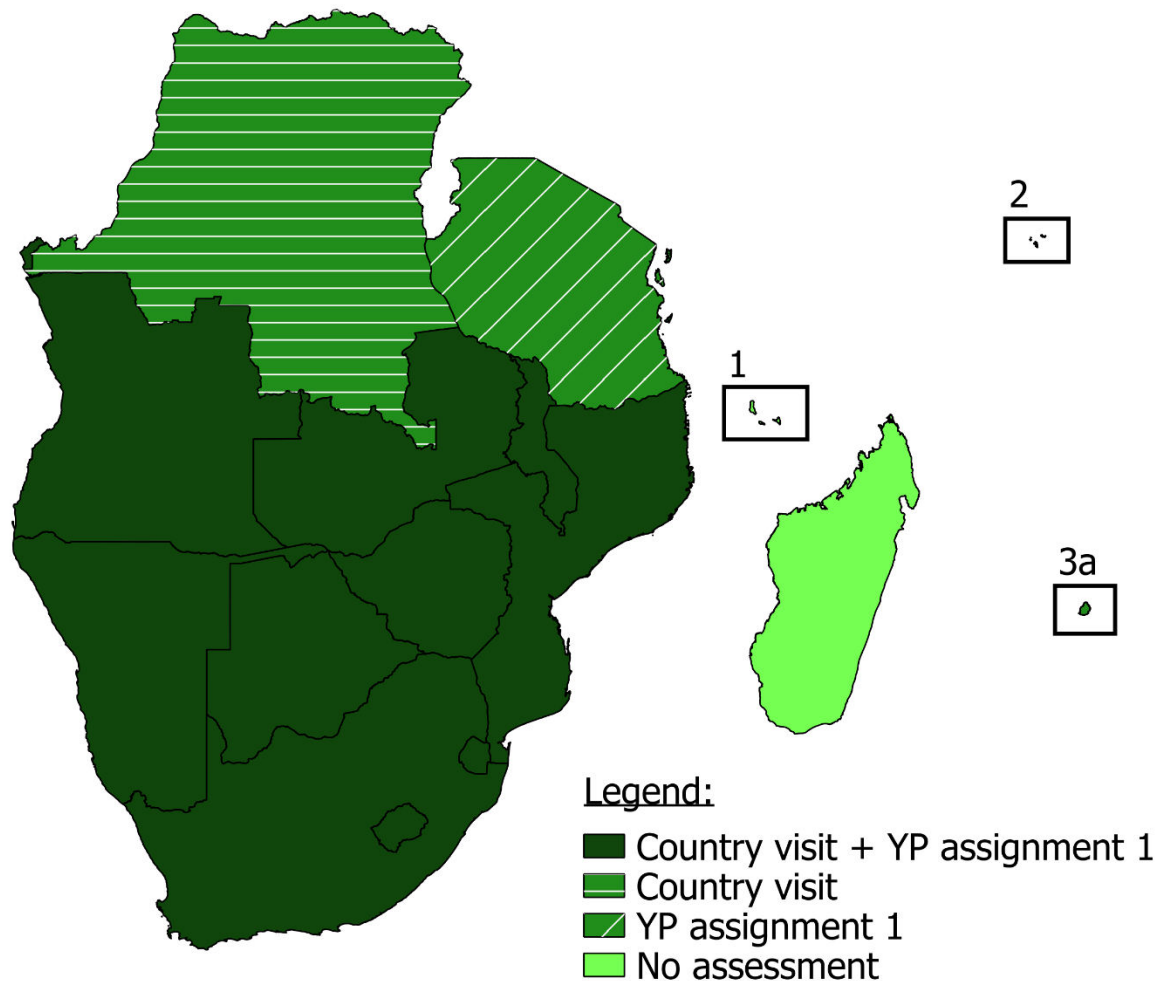 2
1
3a
Legend:
Country visit + YP assignment 1
Country visit
YP assignment 1
No assessment